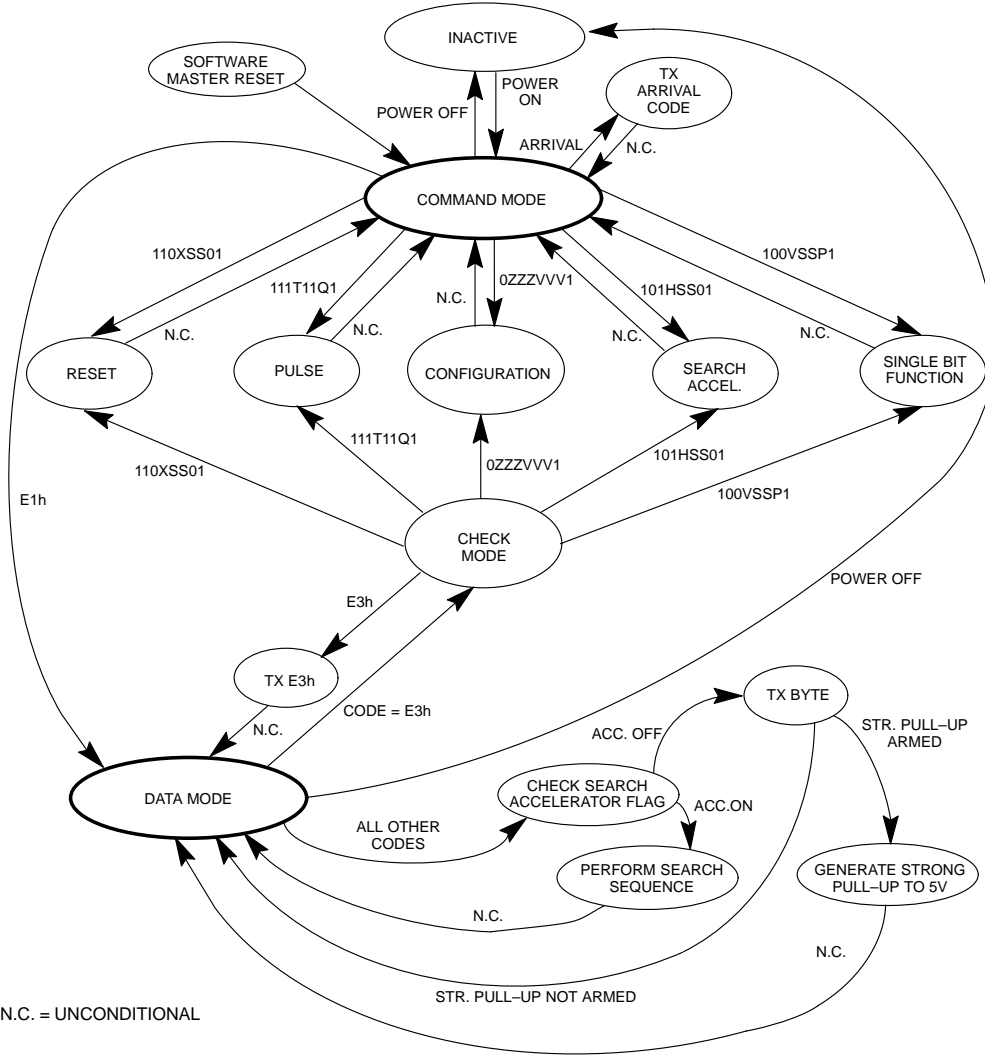 INACTIVE
SOFTWARE
MASTER RESET
POWER OFF
POWER
ON
TX
ARRIVAL
CODE
ARRIVAL
N.C.
COMMAND MODE
110XSS01
N.C.
111T11Q1
N.C.
N.C.
0ZZZVVV1
101HSS01
N.C.
100VSSP1
N.C.
RESET
PULSE
CONFIGURATION
SEARCH
ACCEL.
SINGLE BIT
FUNCTION
110XSS01
111T11Q1
0ZZZVVV1
101HSS01
100VSSP1
E1h
CHECK
MODE
POWER OFF
E3h
TX E3h
N.C.
CODE = E3h
TX BYTE
ACC. OFF
STR. PULL–UP
ARMED
DATA MODE
CHECK SEARCH
ACCELERATOR FLAG
ACC.ON
ALL OTHER
CODES
PERFORM SEARCH
SEQUENCE
GENERATE STRONG
PULL–UP TO 5V
N.C.
N.C.
STR. PULL–UP NOT ARMED
N.C. = UNCONDITIONAL